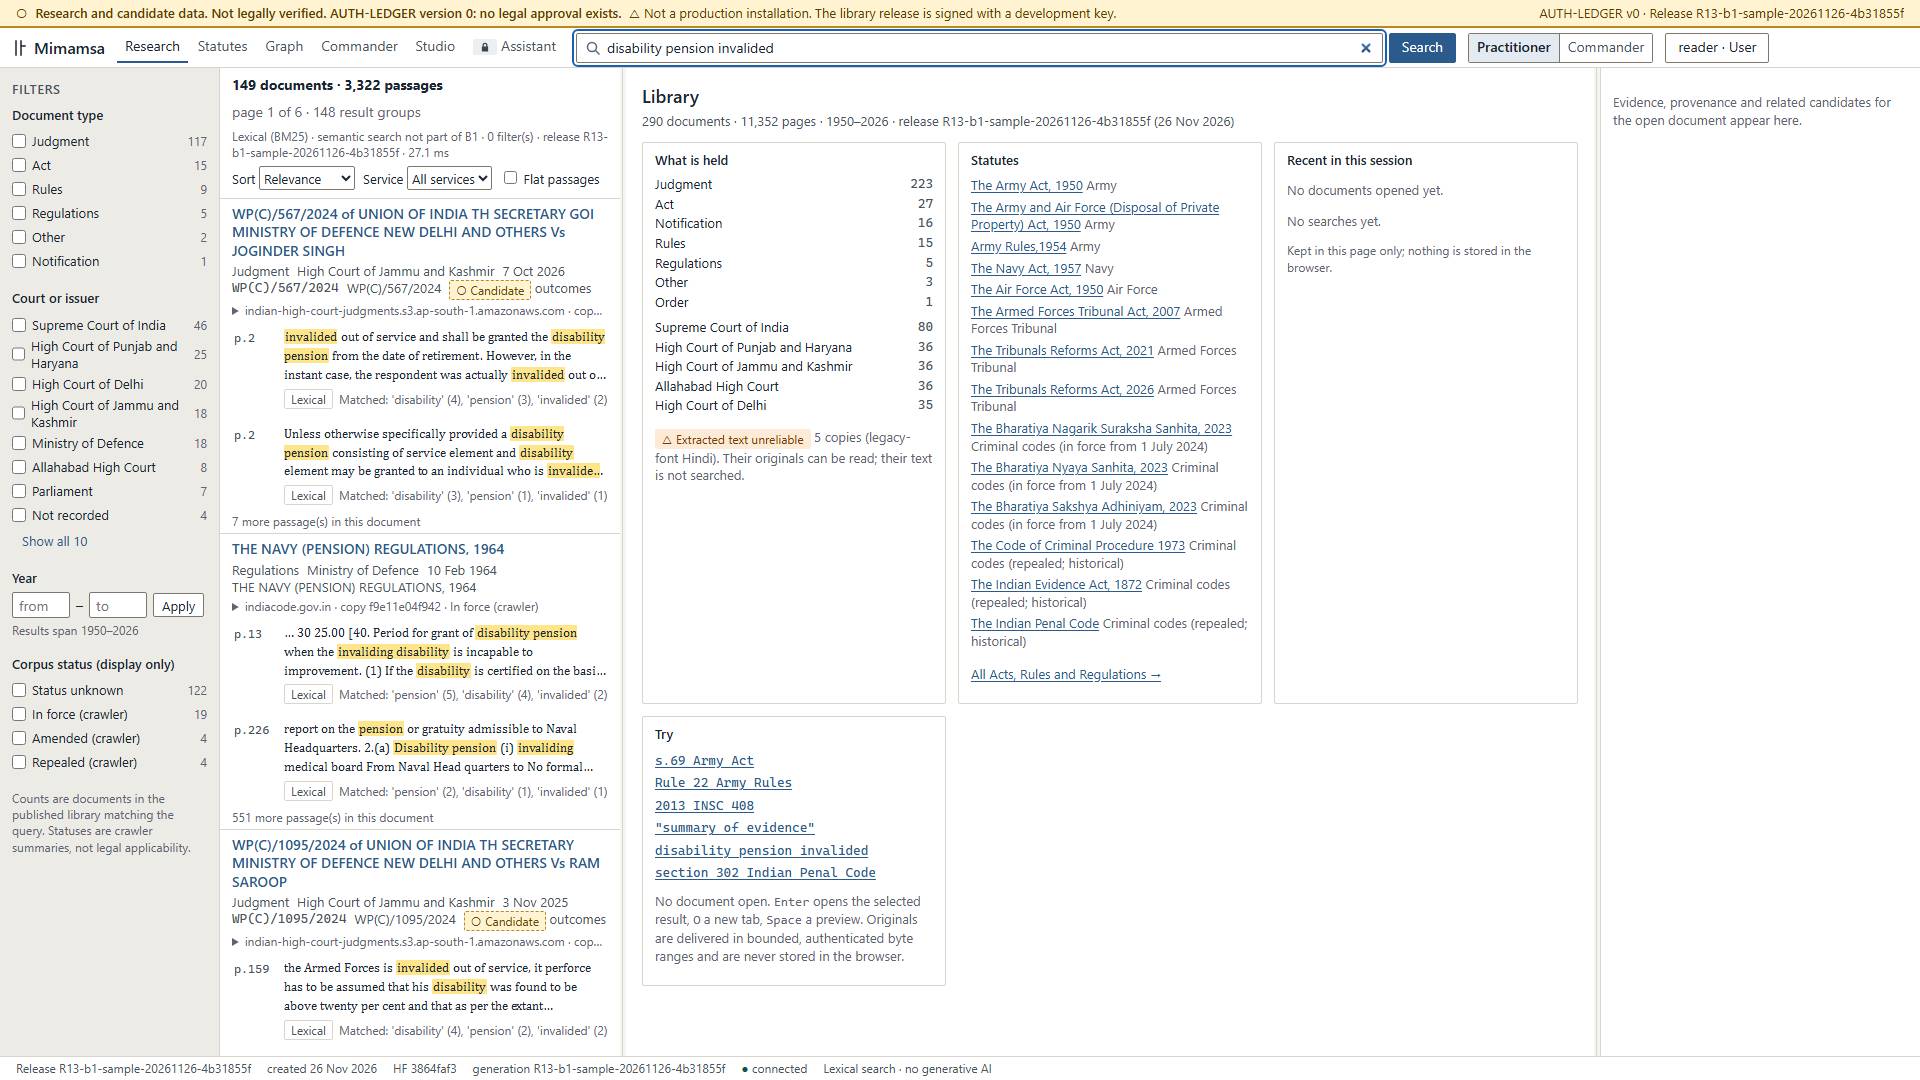 Research and candidate data. Not legally verified. AUTH-LEDGER version 0: no legal approval exists. ⚠ Not a production installation. The library release is signed with a development key.
AUTH-LEDGER v0 · Release R13-b1-sample-20261126-4b31855f
Mimamsa Research Statutes Graph Commander Studio Assistant
disability pension invalided
Search
Practitioner Commander
reader · User
FILTERS
Document type
Judgment 117
Act 15
Rules 9
Regulations 5
Other 2
Notification 1
Court or issuer
Supreme Court of India 46
High Court of Punjab and
Haryana 25
High Court of Delhi 20
High Court of Jammu and
Kashmir 18
Ministry of Defence 18
Allahabad High Court 8
Parliament 7
Not recorded 4
Show all 10
Year
from – to Apply
Results span 1950–2026
Corpus status (display only)
Status unknown 122
In force (crawler) 19
Amended (crawler) 4
Repealed (crawler) 4
Counts are documents in the
published library matching the
query. Statuses are crawler
summaries, not legal applicability.
149 documents · 3,322 passages
page 1 of 6 · 148 result groups
Lexical (BM25) · semantic search not part of B1 · 0 filter(s) · release R13-
b1-sample-20261126-4b31855f · 27.1 ms
Sort Relevance Service All services Flat passages
WP(C)/567/2024 of UNION OF INDIA TH SECRETARY GOI
MINISTRY OF DEFENCE NEW DELHI AND OTHERS Vs
JOGINDER SINGH
Judgment High Court of Jammu and Kashmir 7 Oct 2026
WP(C)/567/2024 WP(C)/567/2024 Candidate outcomes
indian-high-court-judgments.s3.ap-south-1.amazonaws.com · cop...
p.2 invalided out of service and shall be granted the disability
pension from the date of retirement. However, in the
instant case, the respondent was actually invalided out o...
Lexical Matched: 'disability' (4), 'pension' (3), 'invalided' (2)
p.2 Unless otherwise specifically provided a disability
pension consisting of service element and disability
element may be granted to an individual who is invalide...
Lexical Matched: 'disability' (3), 'pension' (1), 'invalided' (1)
7 more passage(s) in this document
THE NAVY (PENSION) REGULATIONS, 1964
Regulations Ministry of Defence 10 Feb 1964
THE NAVY (PENSION) REGULATIONS, 1964
indiacode.gov.in · copy f9e11e04f942 · In force (crawler)
p.13 ... 30 25.00 [40. Period for grant of disability pension
when the invaliding disability is incapable to
improvement. (1) If the disability is certified on the basi...
Lexical Matched: 'pension' (5), 'disability' (4), 'invalided' (2)
p.226 report on the pension or gratuity admissible to Naval
Headquarters. 2.(a) Disability pension (i) invaliding
medical board From Naval Head quarters to No formal...
Lexical Matched: 'pension' (2), 'disability' (1), 'invalided' (1)
551 more passage(s) in this document
WP(C)/1095/2024 of UNION OF INDIA TH SECRETARY
MINISTRY OF DEFENCE NEW DELHI AND OTHERS Vs RAM
SAROOP
Judgment High Court of Jammu and Kashmir 3 Nov 2025
WP(C)/1095/2024 WP(C)/1095/2024 Candidate outcomes
indian-high-court-judgments.s3.ap-south-1.amazonaws.com · cop...
p.159 the Armed Forces is invalided out of service, it perforce
has to be assumed that his disability was found to be
above twenty per cent and that as per the extant...
Lexical Matched: 'disability' (4), 'pension' (2), 'invalided' (2)
Library
290 documents · 11,352 pages · 1950–2026 · release R13-b1-sample-20261126-4b31855f (26 Nov 2026)
What is held
Judgment 223
Act 27
Notification 16
Rules 15
Regulations 5
Other 3
Order 1
Supreme Court of India 80
High Court of Punjab and Haryana 36
High Court of Jammu and Kashmir 36
Allahabad High Court 36
High Court of Delhi 35
⚠ Extracted text unreliable 5 copies (legacy-
font Hindi). Their originals can be read; their text
is not searched.
Statutes
The Army Act, 1950 Army
The Army and Air Force (Disposal of Private
Property) Act, 1950 Army
Army Rules,1954 Army
The Navy Act, 1957 Navy
The Air Force Act, 1950 Air Force
The Armed Forces Tribunal Act, 2007 Armed
Forces Tribunal
The Tribunals Reforms Act, 2021 Armed Forces
Tribunal
The Tribunals Reforms Act, 2026 Armed Forces
Tribunal
The Bharatiya Nagarik Suraksha Sanhita, 2023
Criminal codes (in force from 1 July 2024)
The Bharatiya Nyaya Sanhita, 2023 Criminal
codes (in force from 1 July 2024)
The Bharatiya Sakshya Adhiniyam, 2023 Criminal
codes (in force from 1 July 2024)
The Code of Criminal Procedure 1973 Criminal
codes (repealed; historical)
The Indian Evidence Act, 1872 Criminal codes
(repealed; historical)
The Indian Penal Code Criminal codes (repealed;
historical)
All Acts, Rules and Regulations →
Recent in this session
No documents opened yet.
No searches yet.
Kept in this page only; nothing is stored in the
browser.
Try
s.69 Army Act
Rule 22 Army Rules
2013 INSC 408
"summary of evidence"
disability pension invalided
section 302 Indian Penal Code
No document open. Enter opens the selected
result, O a new tab, Space a preview. Originals
are delivered in bounded, authenticated byte
ranges and are never stored in the browser.
Evidence, provenance and related candidates for
the open document appear here.
Release R13-b1-sample-20261126-4b31855f created 26 Nov 2026 HF 3864faf3 generation R13-b1-sample-20261126-4b31855f connected Lexical search · no generative AI